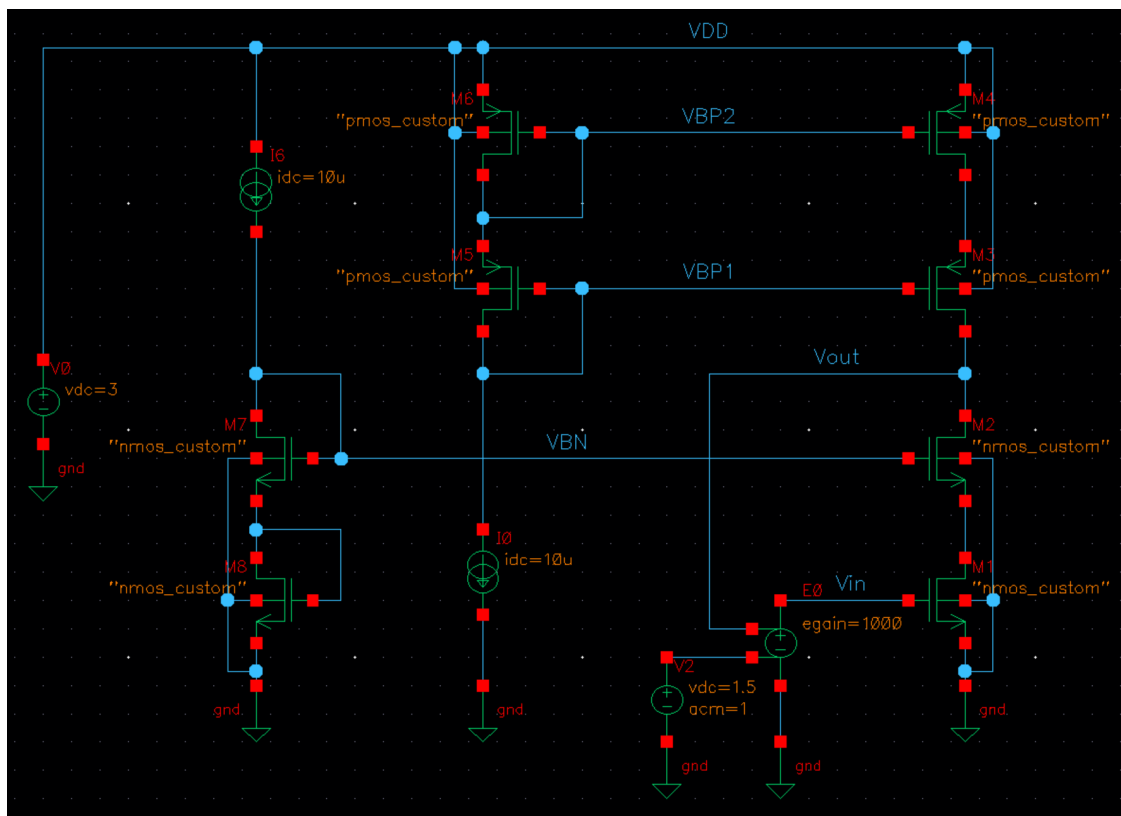 VDD
M6
M4
"pmos_custom"
VBP2
"pmos_custom"
I6
idc=10u
M5
M3
"pmos_custom"
VBP1
"pmos_custom"
Vout
V0
vdc=3
M7
M2
"nmos_custom"
VBN
"nmos_custom"
gnd
I0
idc=10u
M8
M1
"nmos_custom"
E0
Vin
"nmos_custom"
egain=1000
V2
vdc=1.5
acm=1
gnd
gnd
gnd
gnd
gnd